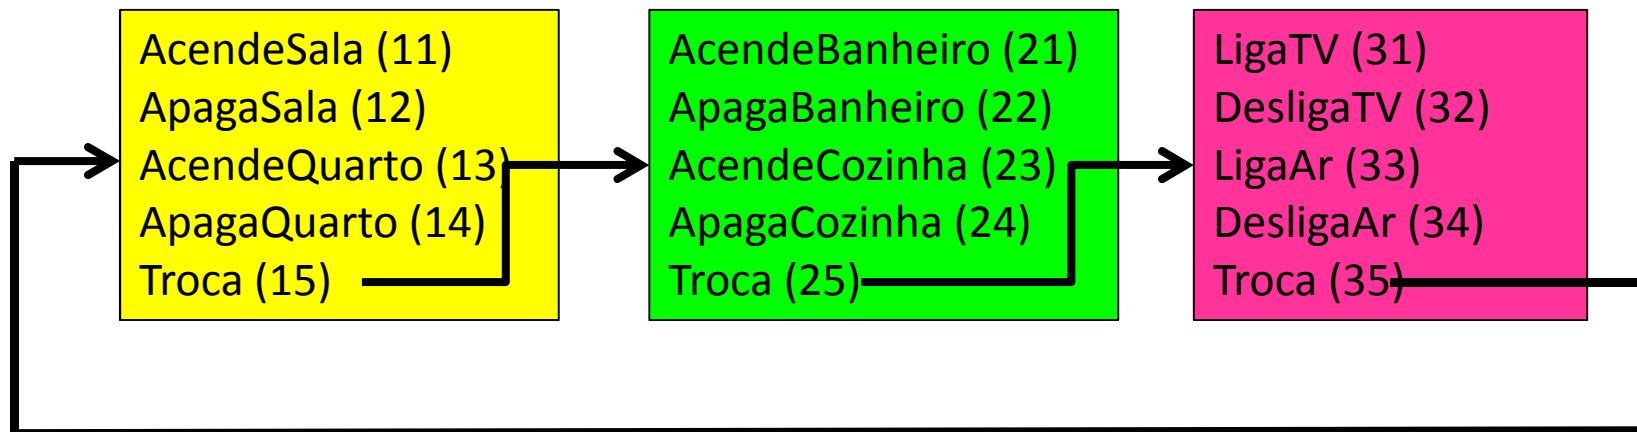 AcendeSala (11)
ApagaSala (12)
AcendeQuarto (13)
ApagaQuarto (14)
Troca (15)
AcendeBanheiro (21)
ApagaBanheiro (22)
AcendeCozinha (23)
ApagaCozinha (24)
Troca (25)
LigaTV (31)
DesligaTV (32)
LigaAr (33)
DesligaAr (34)
Troca (35)